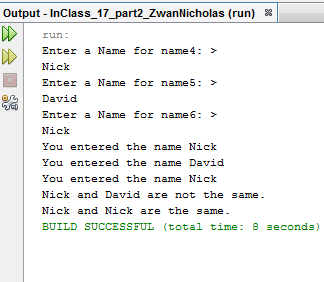 Output - InClass_17_part2_ZwanNicholas (run)
run:
Enter a Name for name4: >
Nick
Enter a Name for name5: >
David
Enter a Name for name6: >
Nick
You entered the name Nick
You entered the name David
You entered the name Nick
Nick and David are not the same.
Nick and Nick are the same.
BUILD SUCCESSFUL (total time: 8 seconds)